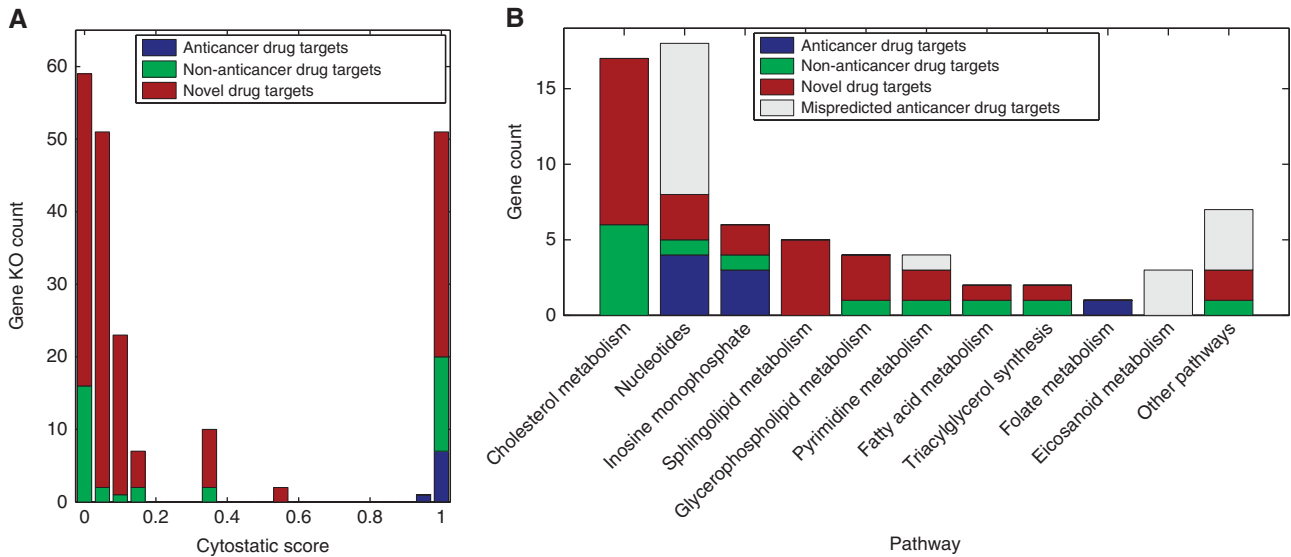 A
Anticancer drug targets
Non-anticancer drug targets
Novel drug targets
60
50
40
30
20
10
0
Gene KO count
0 0.2 0.4 0.6 0.8 1
Cytostatic score
B
Anticancer drug targets
Non-anticancer drug targets
Novel drug targets
Mispredicted anticancer drug targets
15
10
5
0
Gene count
Cholesterol metabolism
Nucleotides
Inosine monophosphate
Sphingolipid metabolism
Glycerophospholipid metabolism
Pyrimidine metabolism
Fatty acid metabolism
Triacylglycerol synthesis
Folate metabolism
Eicosanoid metabolism
Other pathways
Pathway